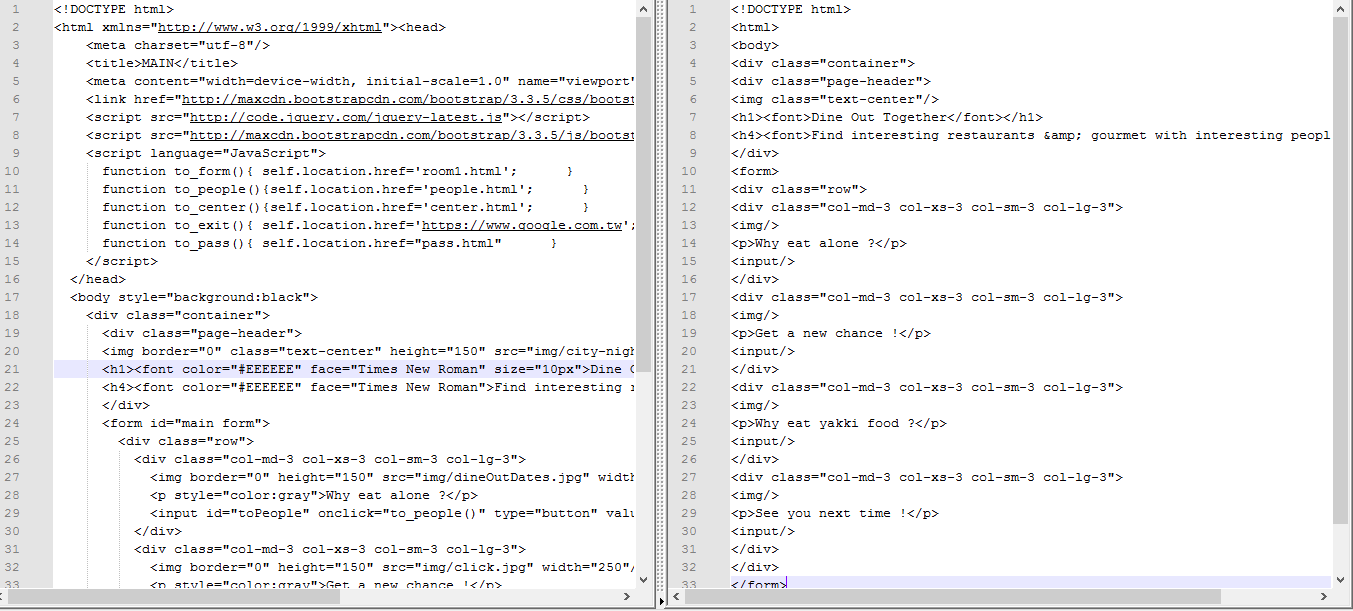 1 <!DOCTYPE html>
2 <html xmlns="http://www.w3.org/1999/xhtml"><head>
3 <meta charset="utf-8"/>
4 <title>MAIN</title>
5 <meta content="width=device-width, initial-scale=1.0" name="viewport"
6 <link href="http://maxcdn.bootstrapcdn.com/bootstrap/3.3.5/css/bootst
7 <script src="http://code.jquery.com/jquery-latest.js"></script>
8 <script src="http://maxcdn.bootstrapcdn.com/bootstrap/3.3.5/js/bootst
9 <script language="JavaScript">
10 function to_form(){ self.location.href='room1.html'; }
11 function to_people(){self.location.href='people.html'; }
12 function to_center(){self.location.href='center.html'; }
13 function to_exit(){ self.location.href='https://www.google.com.tw';
14 function to_pass(){ self.location.href="pass.html" }
15 </script>
16 </head>
17 <body style="background:black">
18 <div class="container">
19 <div class="page-header">
20 <img border="0" class="text-center" height="150" src="img/city-nigh
21 <h1><font color="#EEEEEE" face="Times New Roman" size="10px">Dine O
22 <h4><font color="#EEEEEE" face="Times New Roman">Find interesting r
23 </div>
24 <form id="main form">
25 <div class="row">
26 <div class="col-md-3 col-xs-3 col-sm-3 col-lg-3">
27 <img border="0" height="150" src="img/dineOutDates.jpg" width
28 <p style="color:gray">Why eat alone ?</p>
29 <input id="toPeople" onclick="to_people()" type="button" valu
30 </div>
31 <div class="col-md-3 col-xs-3 col-sm-3 col-lg-3">
32 <img border="0" height="150" src="img/click.jpg" width="250"/
33 <p style="color:gray">Get a new chance !</p>
1 <!DOCTYPE html>
2 <html>
3 <body>
4 <div class="container">
5 <div class="page-header">
6 <img class="text-center"/>
7 <h1><font>Dine Out Together</font></h1>
8 <h4><font>Find interesting restaurants &amp; gourmet with interesting peopl
9 </div>
10 <form>
11 <div class="row">
12 <div class="col-md-3 col-xs-3 col-sm-3 col-lg-3">
13 <img/>
14 <p>Why eat alone ?</p>
15 <input/>
16 </div>
17 <div class="col-md-3 col-xs-3 col-sm-3 col-lg-3">
18 <img/>
19 <p>Get a new chance !</p>
20 <input/>
21 </div>
22 <div class="col-md-3 col-xs-3 col-sm-3 col-lg-3">
23 <img/>
24 <p>Why eat yakki food ?</p>
25 <input/>
26 </div>
27 <div class="col-md-3 col-xs-3 col-sm-3 col-lg-3">
28 <img/>
29 <p>See you next time !</p>
30 <input/>
31 </div>
32 </div>
33 </form>